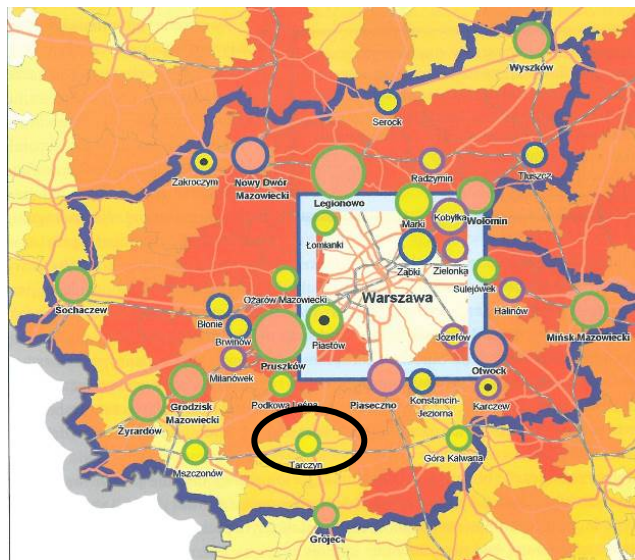 Wyszków
Serock
Zakroczym
Nowy Dwór
Mazowiecki
Legionowo
Radzymin
Tłuszcz
Marki
Kobyłka
Wołomin
Łomianki
Ząbki
Zielonka
Sulejówek
Sochaczew
Ożarów Mazowiecki
Warszawa
Halinów
Błonie
Brwinów
Piastów
Józefów
Mińsk Mazowiecki
Pruszków
Milanówek
Otwock
Grodzisk
Mazowiecki
Podkowa Leśna
Piaseczno
Konstancin-
Jeziorna
Karczew
Żyrardów
Mszczonów
Tarczyn
Góra Kalwaria
Grójec